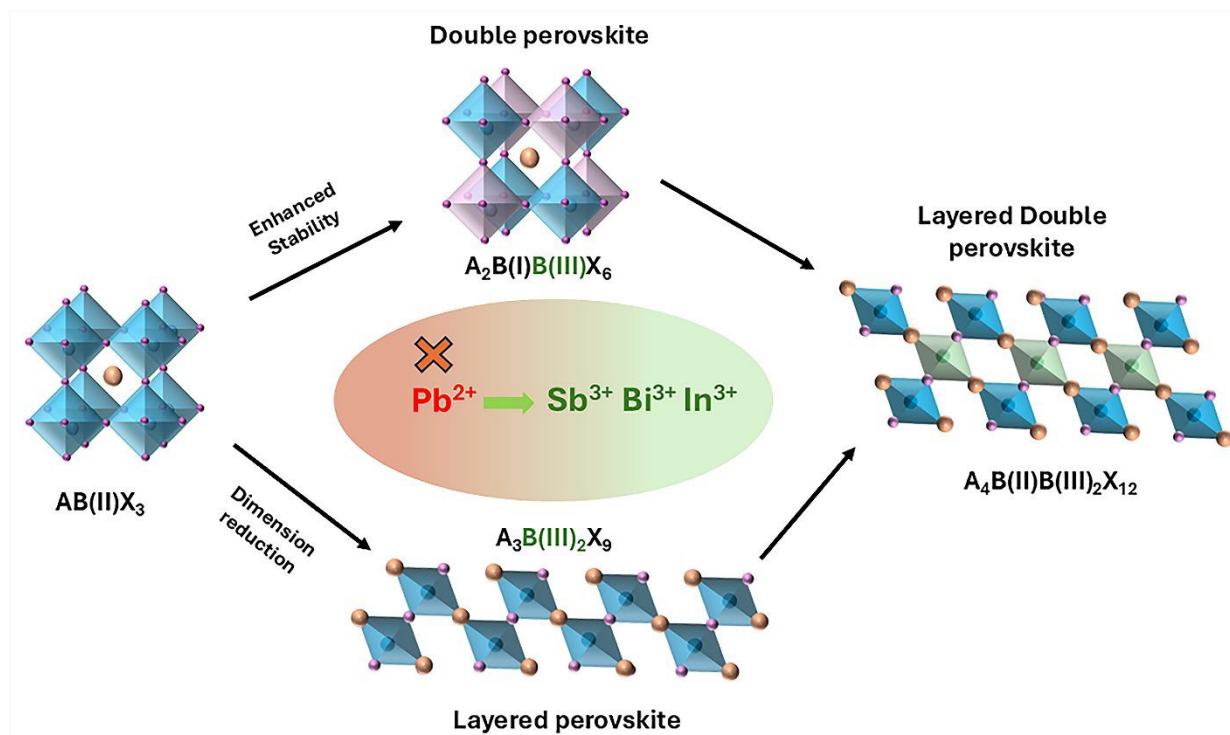 Double perovskite
Enhanced
Stability
A₂B(I)B(III)X₆
Layered Double
perovskite
Pb²⁺ Sb³⁺ Bi³⁺ In³⁺
AB(II)X₃
A₄B(II)B(III)₂X₁₂
Dimension
reduction
A₃B(III)₂X₉
Layered perovskite